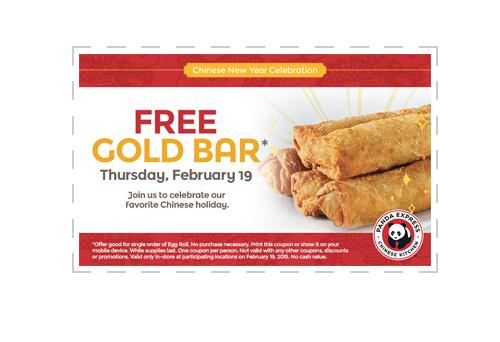 Chinese New Year Celebration
FREE
GOLD BAR*
Thursday, February 19
Join us to celebrate our
favorite Chinese holiday.
*Offer good for single order of Egg Roll. No purchase necessary. Print this coupon or show it on your
mobile device. While supplies last. One coupon per person. Not valid with any other coupons, discounts
or promotions. Valid only in-store at participating locations on February 19, 2015. No cash value.
PANDA EXPRESS
CHINESE KITCHEN